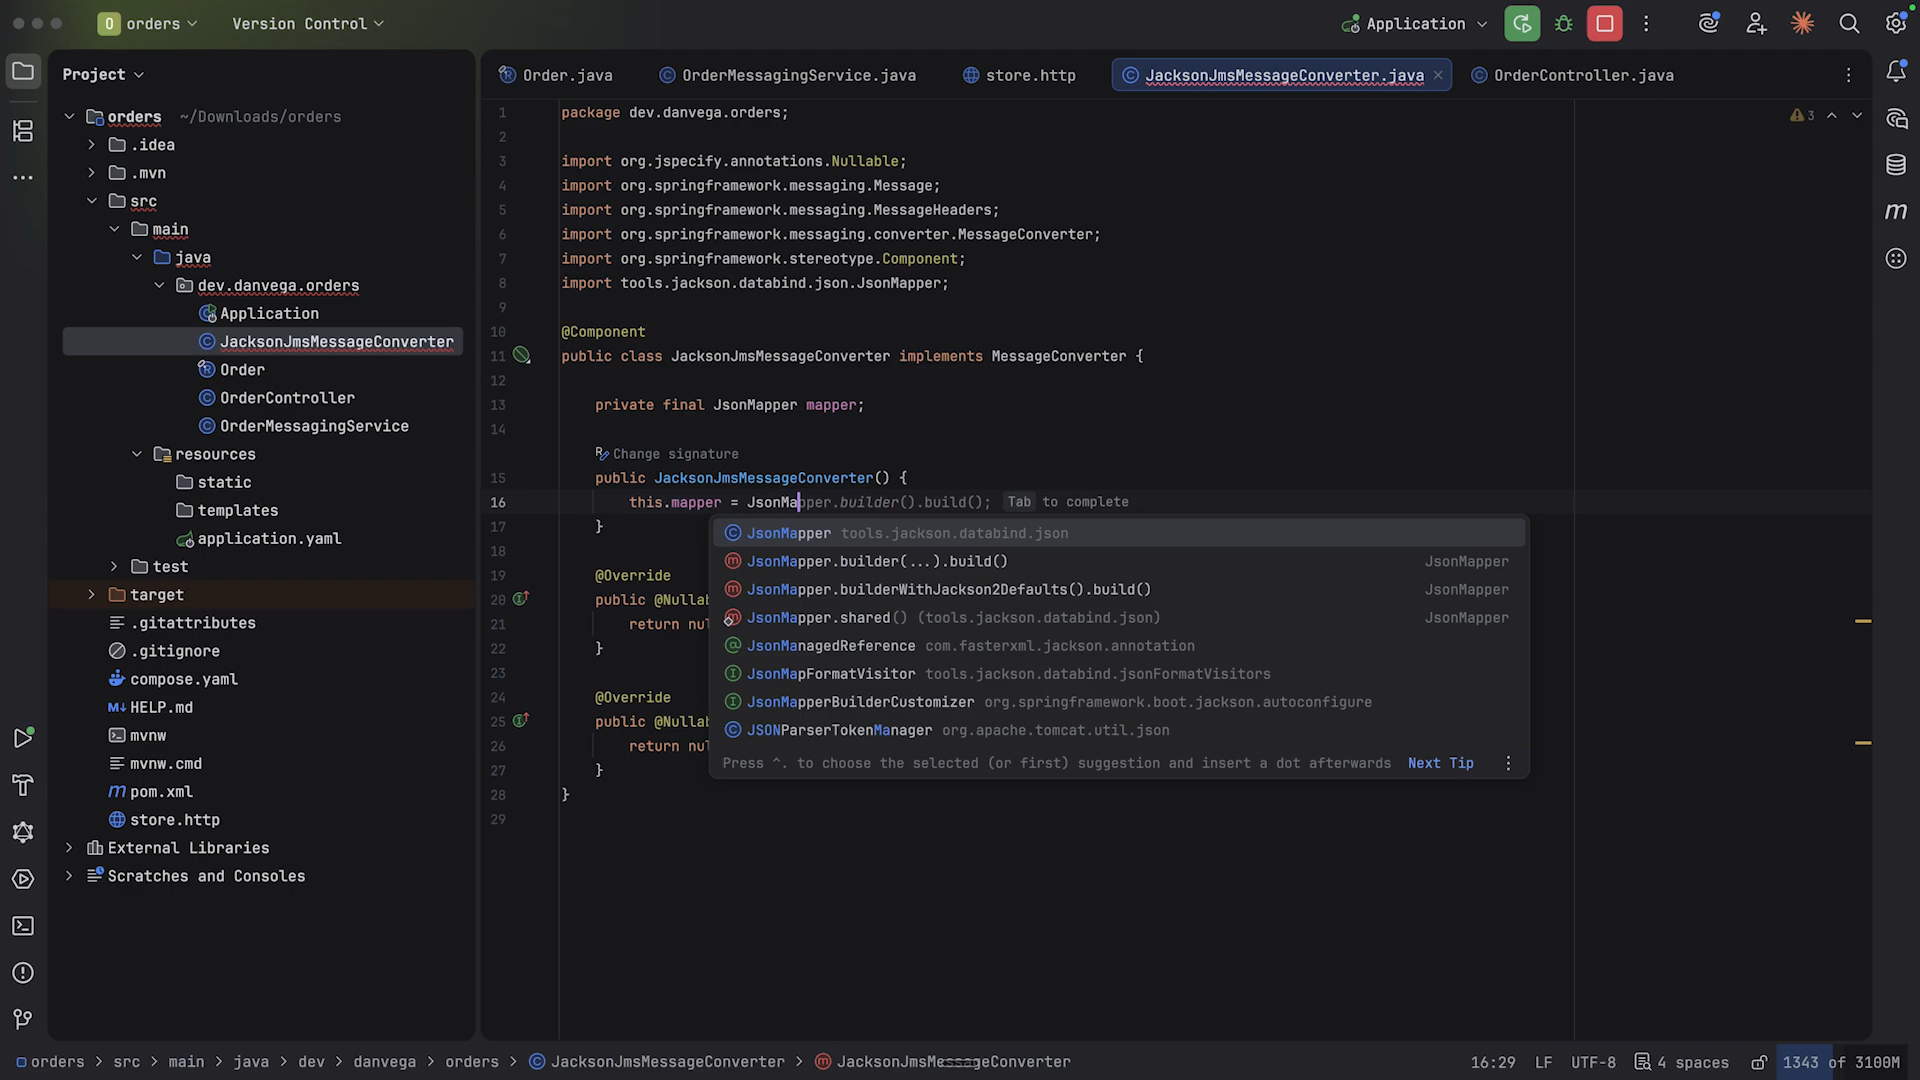 O orders
Version Control
Application
Project
Order.java
OrderMessagingService.java
store.http
JacksonJmsMessageConverter.java
OrderController.java
orders ~/Downloads/orders
.idea
.mvn
src
main
java
dev.danvega.orders
Application
JacksonJmsMessageConverter
Order
OrderController
OrderMessagingService
resources
static
templates
application.yaml
test
target
.gitattributes
.gitignore
compose.yaml
M↓ HELP.md
mvnw
mvnw.cmd
m pom.xml
store.http
External Libraries
Scratches and Consoles
3
1 package dev.danvega.orders;
2
3 import org.jspecify.annotations.Nullable;
4 import org.springframework.messaging.Message;
5 import org.springframework.messaging.MessageHeaders;
6 import org.springframework.messaging.converter.MessageConverter;
7 import org.springframework.stereotype.Component;
8 import tools.jackson.databind.json.JsonMapper;
9
10 @Component
11 public class JacksonJmsMessageConverter implements MessageConverter {
12
13 private final JsonMapper mapper;
14
Change signature
15 public JacksonJmsMessageConverter() {
16 this.mapper = JsonMapper.builder().build(); Tab to complete
17 }
18
19 @Override
20 public @Nullab
21 return nul
22 }
23
24 @Override
25 public @Nullab
26 return nul
27 }
28 }
29
JsonMapper tools.jackson.databind.json
JsonMapper.builder(...).build() JsonMapper
JsonMapper.builderWithJackson2Defaults().build() JsonMapper
JsonMapper.shared() (tools.jackson.databind.json) JsonMapper
JsonManagedReference com.fasterxml.jackson.annotation
JsonMapFormatVisitor tools.jackson.databind.jsonFormatVisitors
JsonMapperBuilderCustomizer org.springframework.boot.jackson.autoconfigure
JSONParserTokenManager org.apache.tomcat.util.json
Press ^. to choose the selected (or first) suggestion and insert a dot afterwards Next Tip
m
orders > src > main > java > dev > danvega > orders > JacksonJmsMessageConverter > JacksonJmsMessageConverter
16:29 LF UTF-8 4 spaces 1343 of 3100M